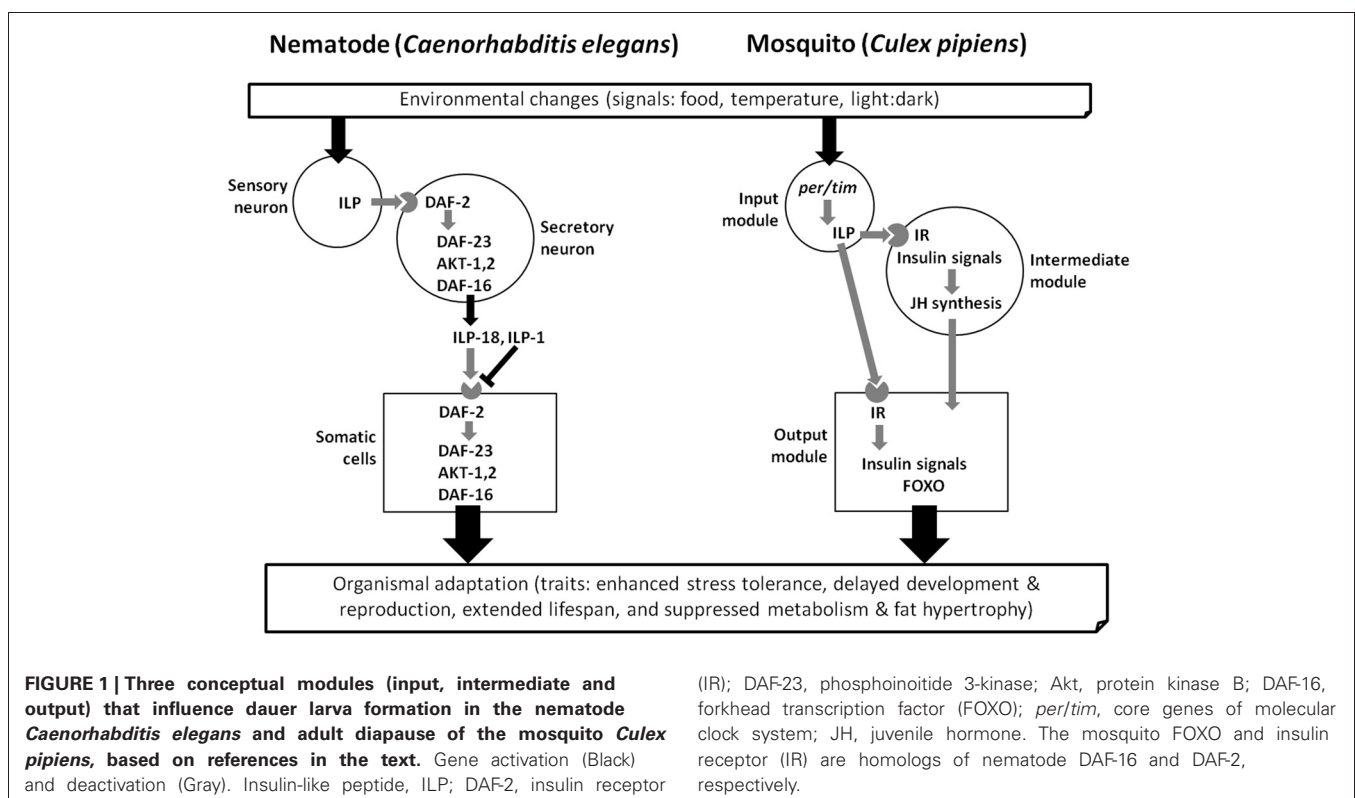 Nematode (Caenorhabditis elegans)
Mosquito (Culex pipiens)
Environmental changes (signals: food, temperature, light:dark)
Sensory
neuron
ILP
DAF-2
DAF-23
AKT-1,2
DAF-16
Secretory
neuron
ILP-18, ILP-1
Somatic
cells
DAF-2
DAF-23
AKT-1,2
DAF-16
Input
module
per/tim
ILP
IR
Insulin signals
JH synthesis
Intermediate
module
Output
module
IR
Insulin signals
FOXO
Organismal adaptation (traits: enhanced stress tolerance, delayed development &
reproduction, extended lifespan, and suppressed metabolism & fat hypertrophy)
FIGURE 1 | Three conceptual modules (input, intermediate and
output) that influence dauer larva formation in the nematode
Caenorhabditis elegans and adult diapause of the mosquito Culex
pipiens, based on references in the text. Gene activation (Black)
and deactivation (Gray). Insulin-like peptide, ILP; DAF-2, insulin receptor
(IR); DAF-23, phosphoinoitide 3-kinase; Akt, protein kinase B; DAF-16,
forkhead transcription factor (FOXO); per/tim, core genes of molecular
clock system; JH, juvenile hormone. The mosquito FOXO and insulin
receptor (IR) are homologs of nematode DAF-16 and DAF-2,
respectively.